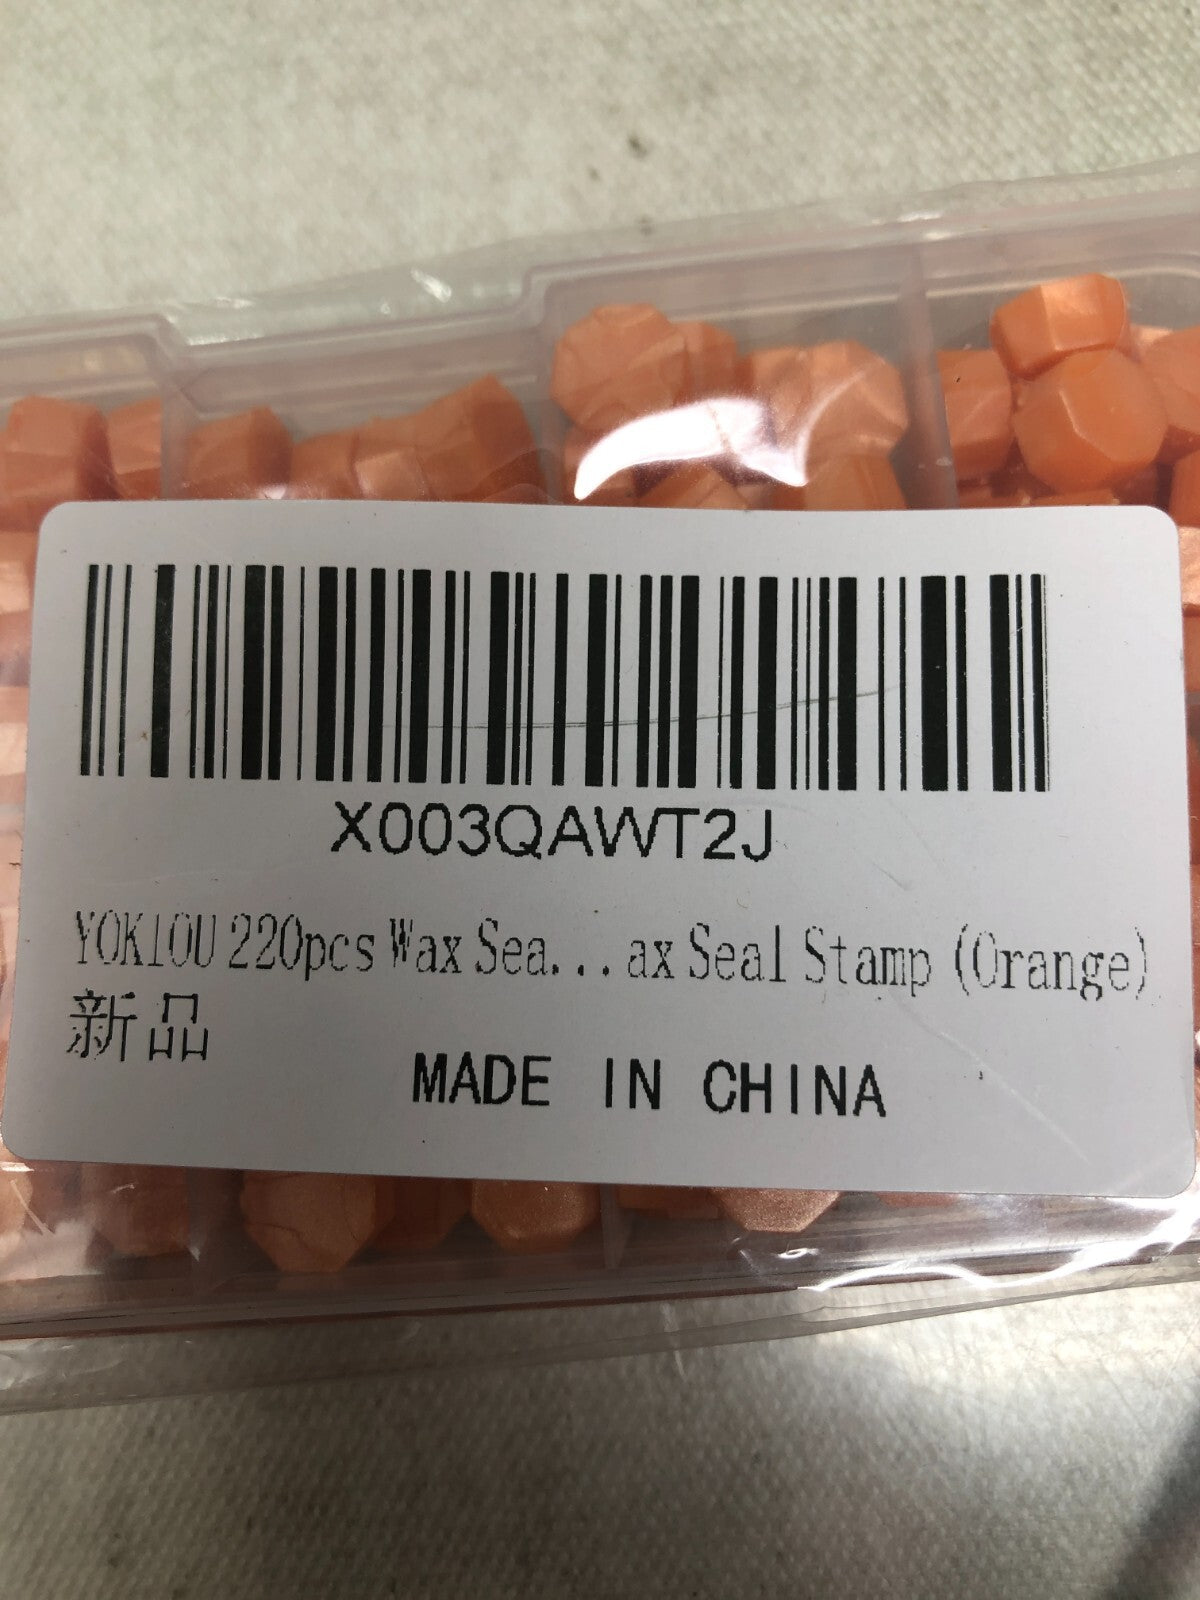 X003QAWT2J
YOKIOU 220pcs Wax Sea...ax Seal Stamp (Orange)
新品
MADE IN CHINA